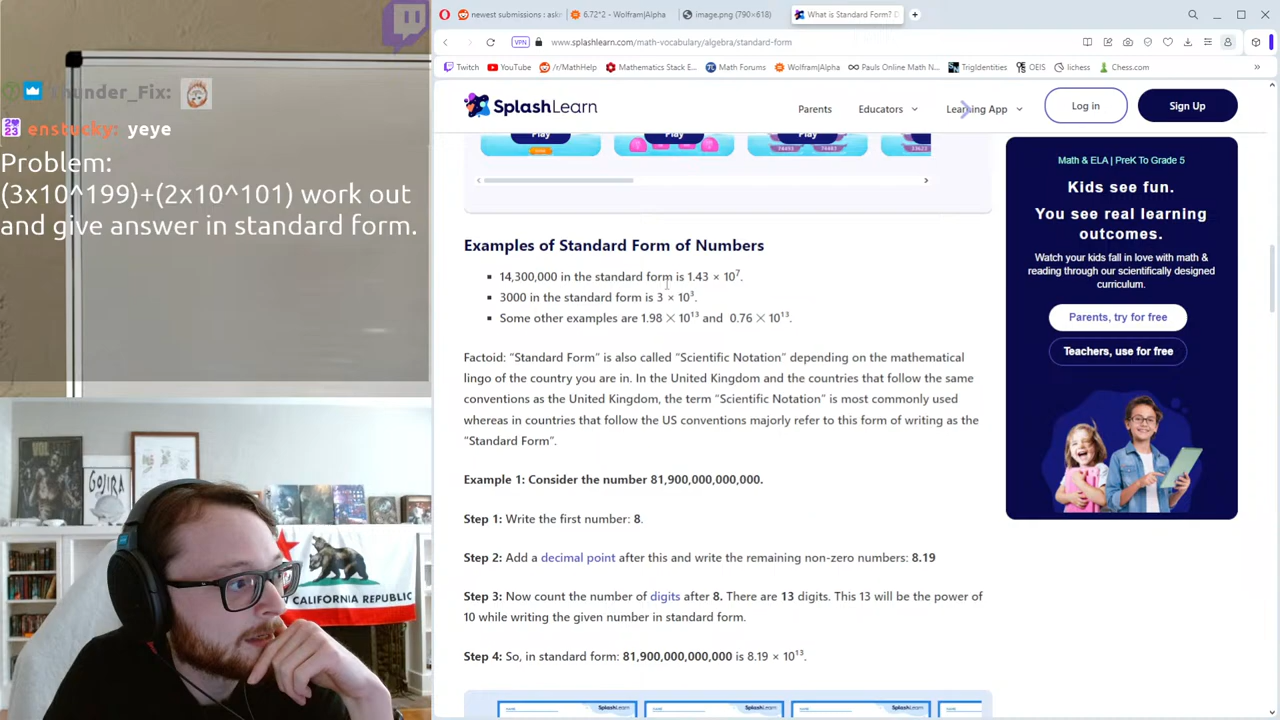 newest submissions : askm
6.72*2 - Wolfram|Alpha
image.png (790×618)
What is Standard Form? D
VPN
www.splashlearn.com/math-vocabulary/algebra/standard-form
Twitch
YouTube
/r/MathHelp
Mathematics Stack E...
Math Forums
Wolfram|Alpha
Pauls Online Math N...
TrigIdentities
OEIS
lichess
Chess.com
SplashLearn
Parents
Educators
Learning App
Log in
Sign Up
Thunder_Fix:
enstucky: yeye
Problem:
(3x10^199)+(2x10^101) work out
and give answer in standard form.
Play
Play
Play
Play
Examples of Standard Form of Numbers
14,300,000 in the standard form is 1.43 × 10⁷.
3000 in the standard form is 3 × 10³.
Some other examples are 1.98 × 10¹³ and 0.76 × 10¹³.
Factoid: “Standard Form” is also called “Scientific Notation” depending on the mathematical
lingo of the country you are in. In the United Kingdom and the countries that follow the same
conventions as the United Kingdom, the term “Scientific Notation” is most commonly used
whereas in countries that follow the US conventions majorly refer to this form of writing as the
“Standard Form”.
Example 1: Consider the number 81,900,000,000,000.
Step 1: Write the first number: 8.
Step 2: Add a decimal point after this and write the remaining non-zero numbers: 8.19
Step 3: Now count the number of digits after 8. There are 13 digits. This 13 will be the power of
10 while writing the given number in standard form.
Step 4: So, in standard form: 81,900,000,000,000 is 8.19 × 10¹³.
SplashLearn
SplashLearn
Math & ELA | PreK To Grade 5
Kids see fun.
You see real learning
outcomes.
Watch your kids fall in love with math &
reading through our scientifically designed
curriculum.
Parents, try for free
Teachers, use for free
GOJIRA
CALIFORNIA REPUBLIC